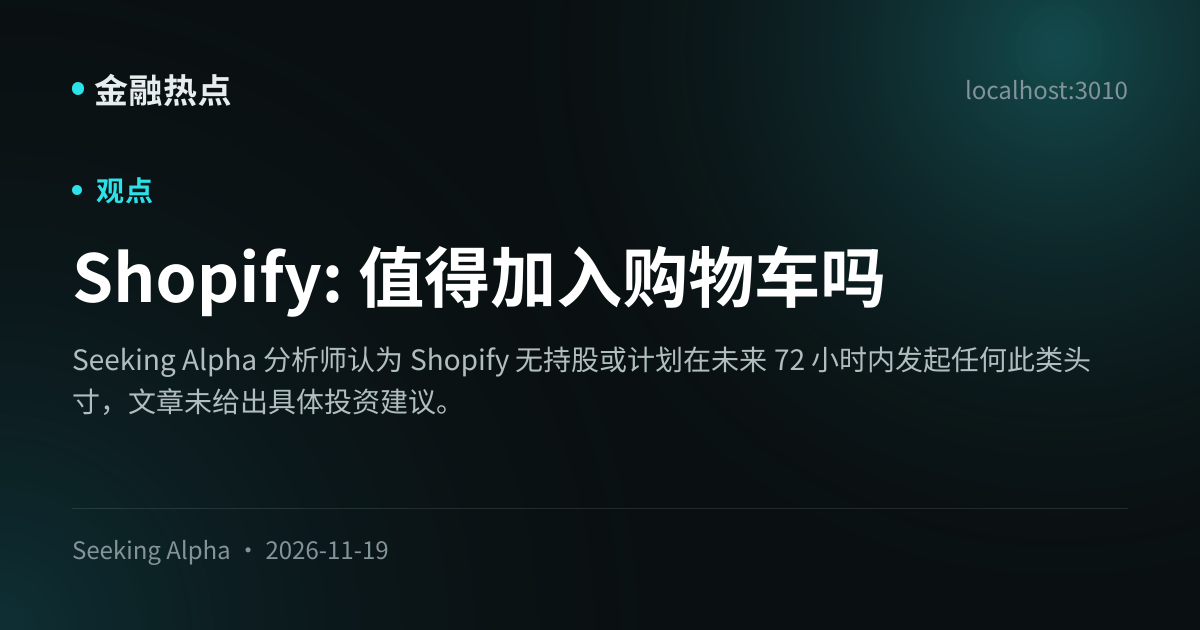 金融热点
localhost:3010
观点
Shopify: 值得加入购物车吗
Seeking Alpha 分析师认为 Shopify 无持股或计划在未来 72 小时内发起任何此类头
寸，文章未给出具体投资建议。
Seeking Alpha · 2026-11-19